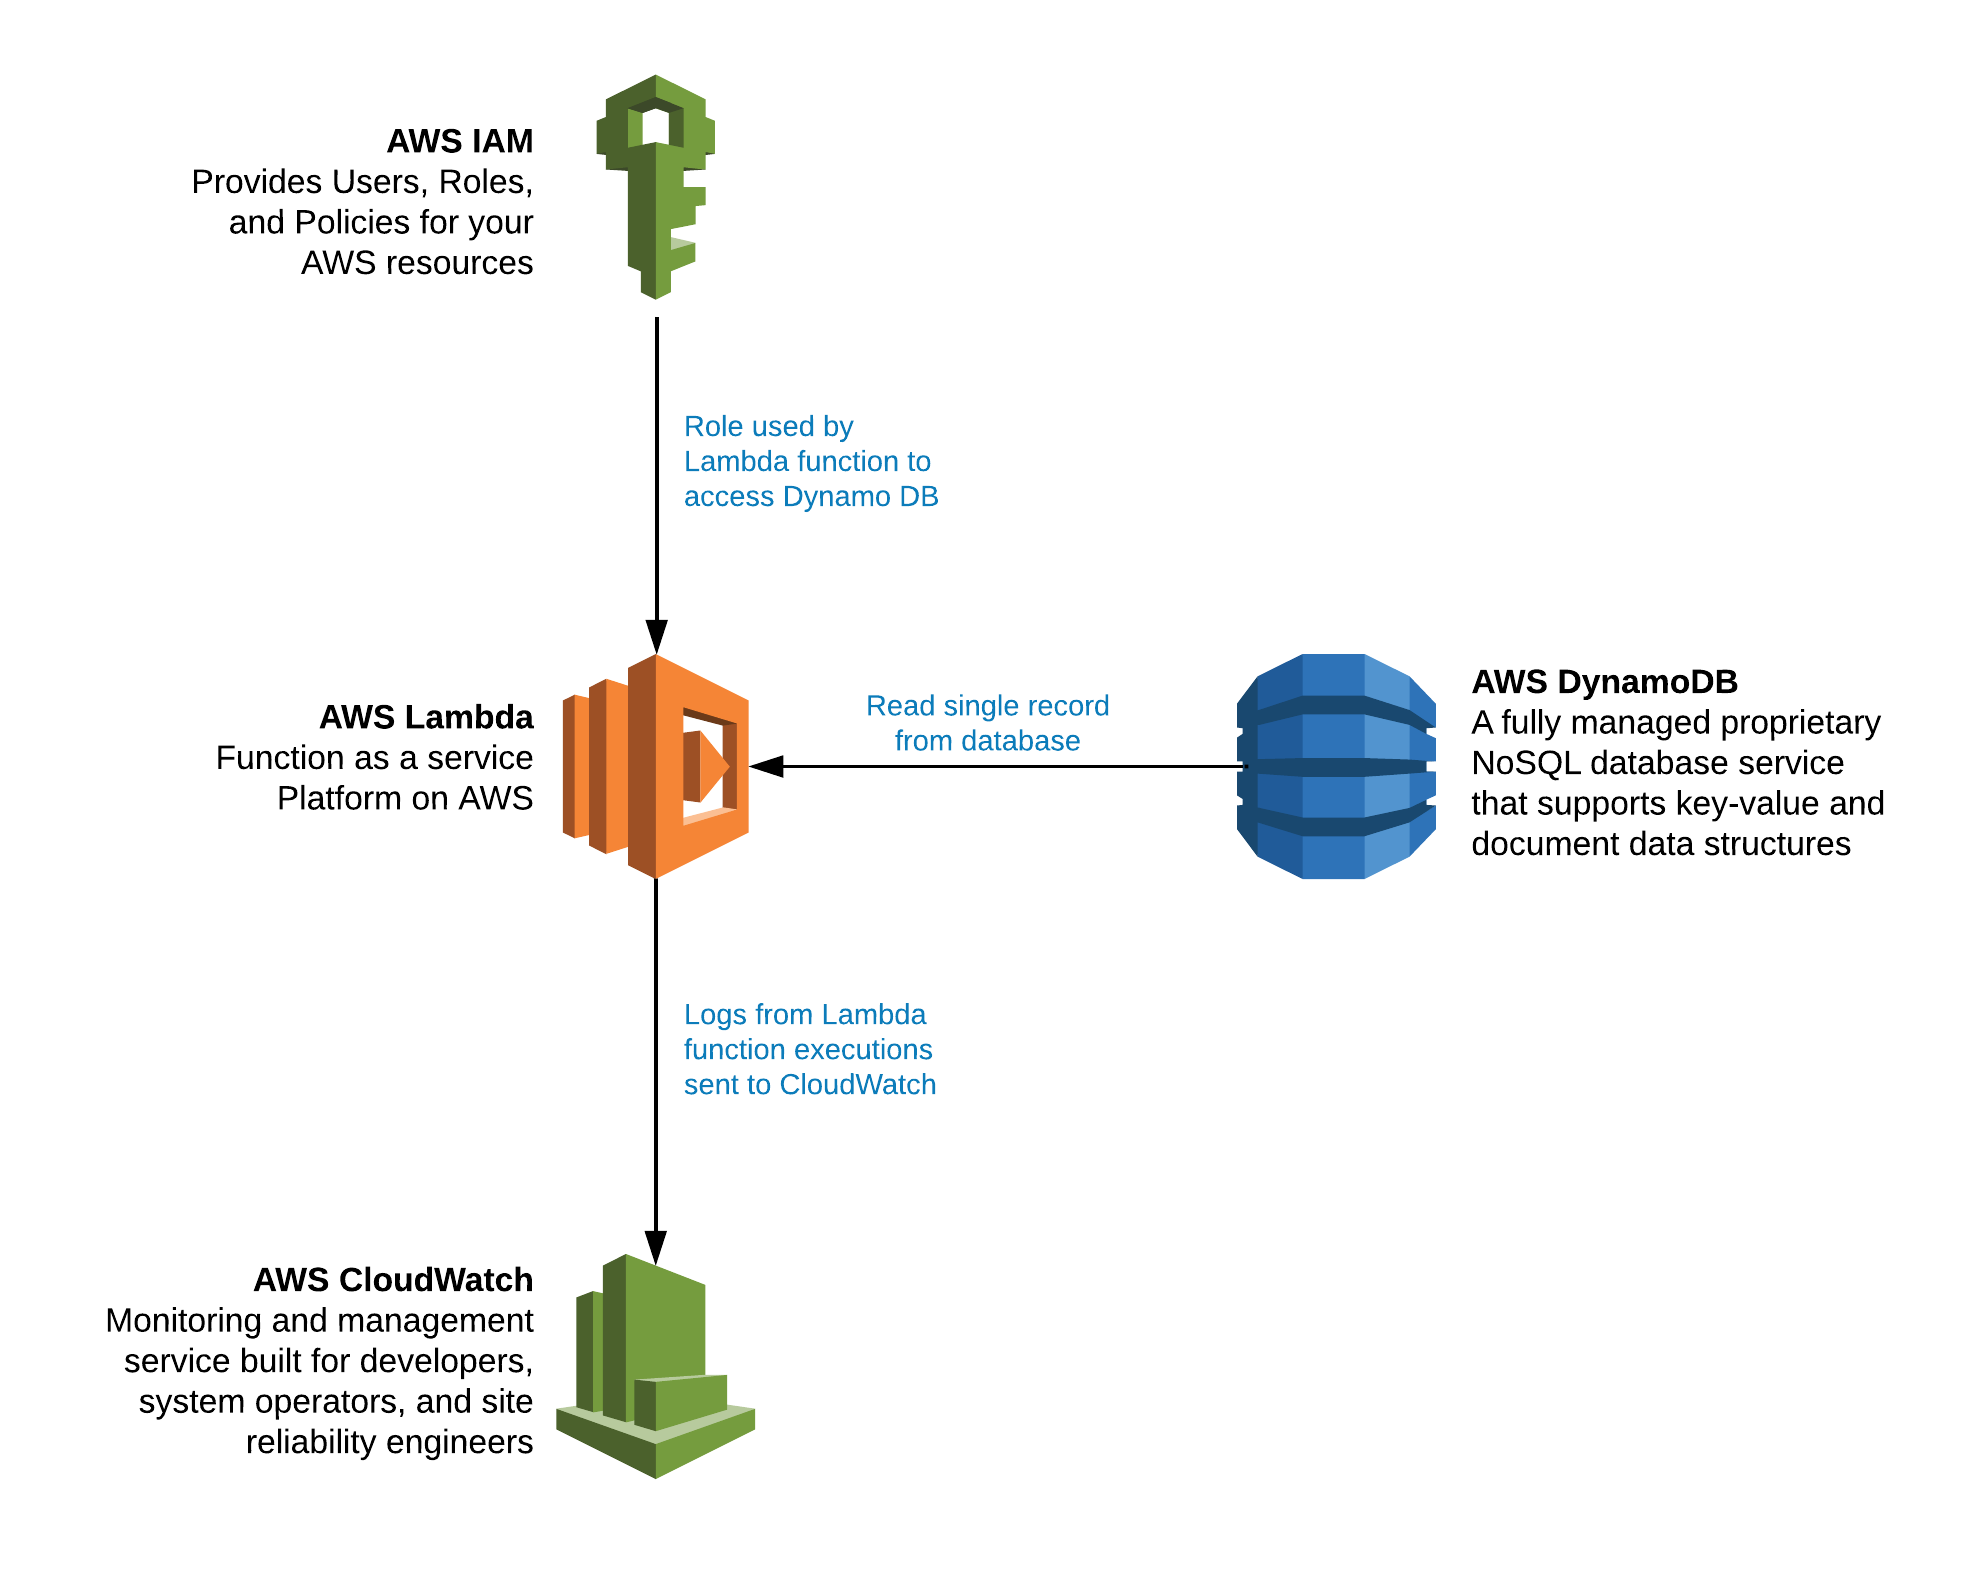 AWS IAM
Provides Users, Roles,
and Policies for your
AWS resources
Role used by
Lambda function to
access Dynamo DB
AWS Lambda
Function as a service
Platform on AWS
Read single record
from database
AWS DynamoDB
A fully managed proprietary
NoSQL database service
that supports key-value and
document data structures
Logs from Lambda
function executions
sent to CloudWatch
AWS CloudWatch
Monitoring and management
service built for developers,
system operators, and site
reliability engineers